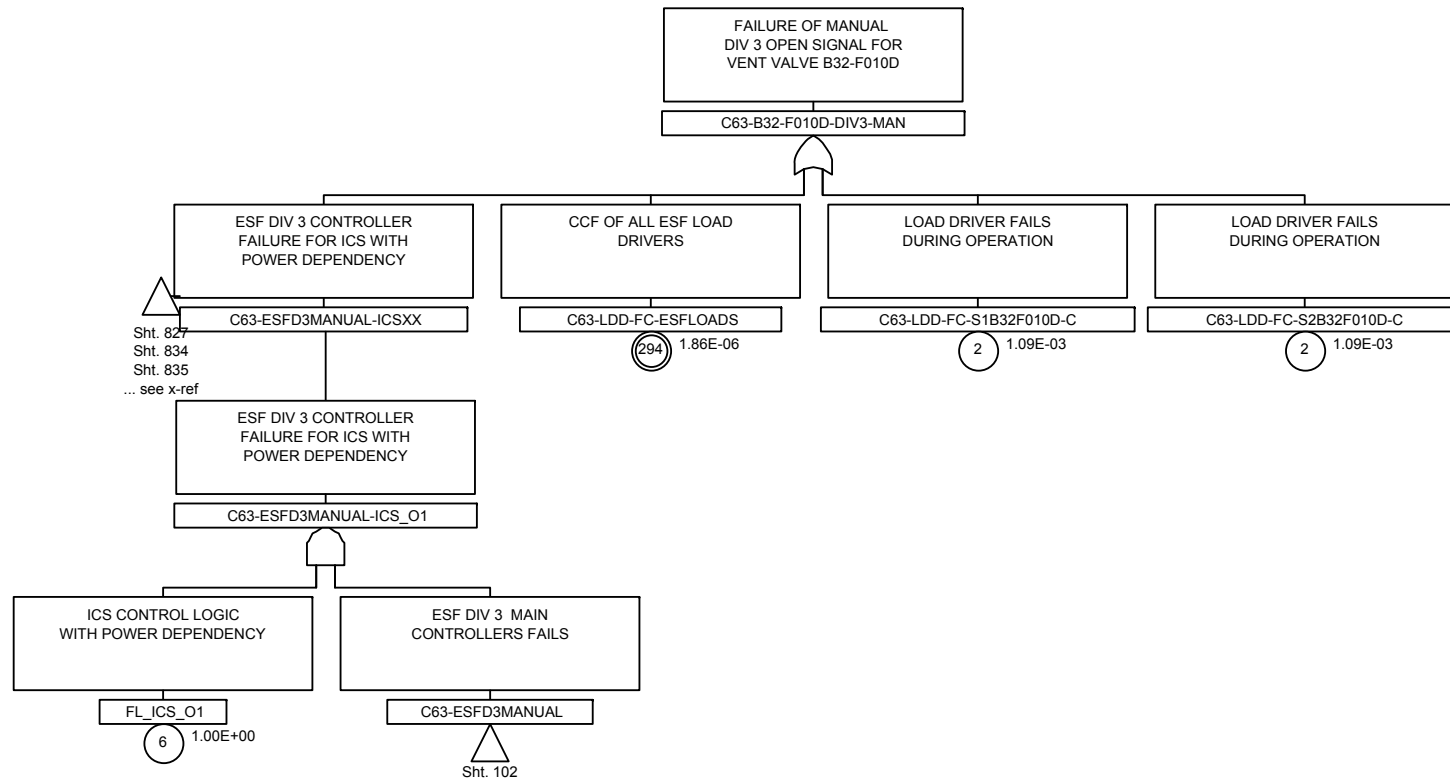 FAILURE OF MANUAL
DIV 3 OPEN SIGNAL FOR
VENT VALVE B32-F010D
C63-B32-F010D-DIV3-MAN
ESF DIV 3 CONTROLLER
FAILURE FOR ICS WITH
POWER DEPENDENCY
C63-ESFD3MANUAL-ICSXX
Sht. 827
Sht. 834
Sht. 835
... see x-ref
CCF OF ALL ESF LOAD
DRIVERS
C63-LDD-FC-ESFLOADS
294
1.86E-06
LOAD DRIVER FAILS
DURING OPERATION
C63-LDD-FC-S1B32F010D-C
2
1.09E-03
LOAD DRIVER FAILS
DURING OPERATION
C63-LDD-FC-S2B32F010D-C
2
1.09E-03
ESF DIV 3 CONTROLLER
FAILURE FOR ICS WITH
POWER DEPENDENCY
C63-ESFD3MANUAL-ICS_O1
ICS CONTROL LOGIC
WITH POWER DEPENDENCY
FL_ICS_O1
6
1.00E+00
ESF DIV 3 MAIN
CONTROLLERS FAILS
C63-ESFD3MANUAL
Sht. 102